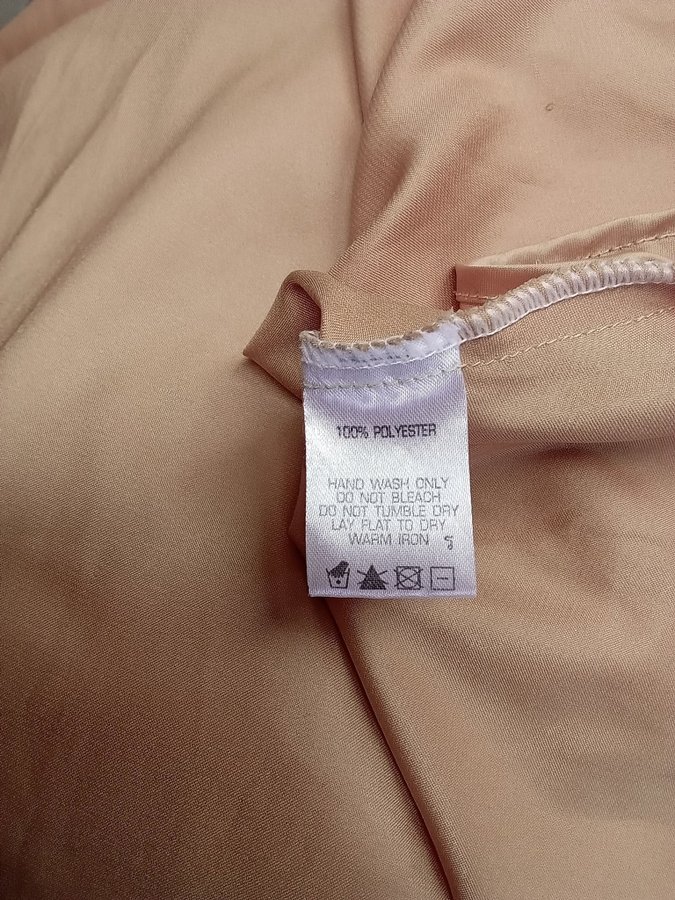 100% POLYESTER
HAND WASH ONLY
DO NOT BLEACH
DO NOT TUMBLE DRY
LAY FLAT TO DRY
WARM IRON